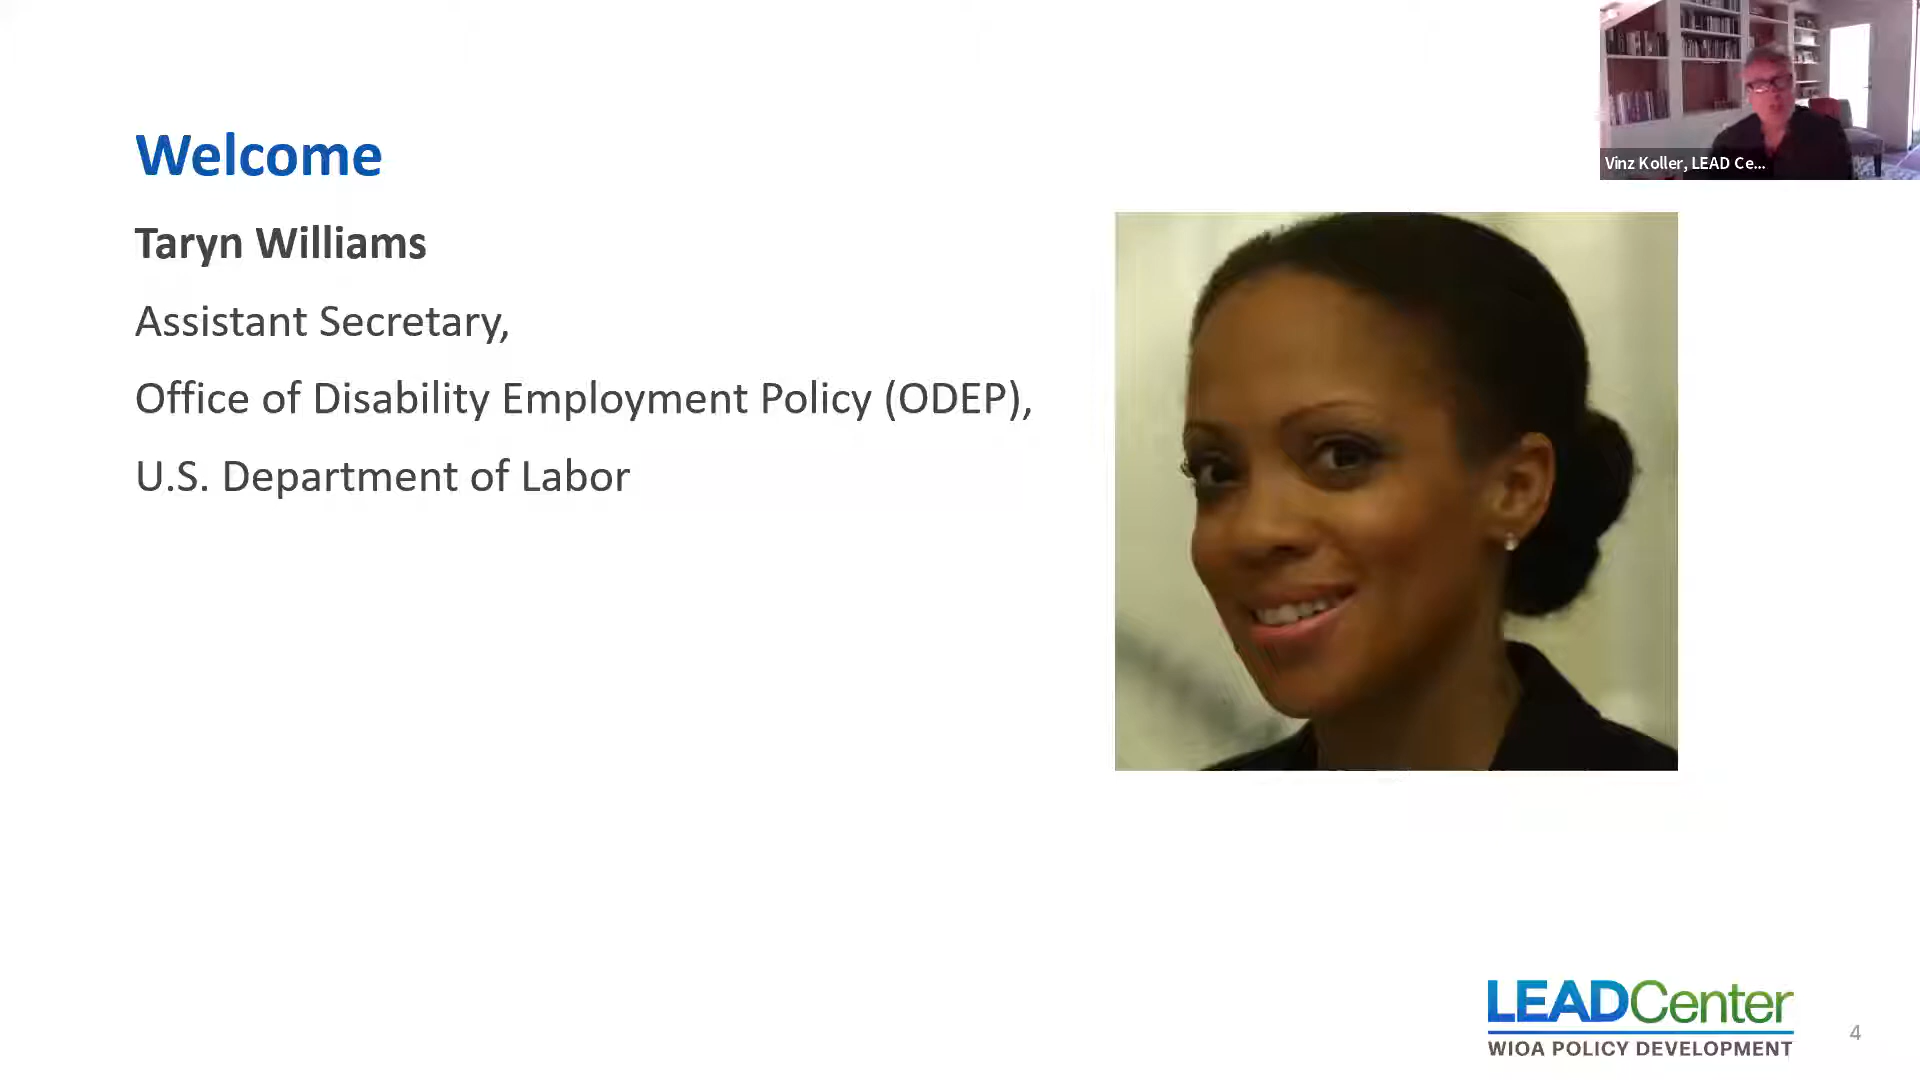 Welcome
Taryn Williams
Assistant Secretary,
Office of Disability Employment Policy (ODEP),
U.S. Department of Labor
Vinz Koller, LEAD Ce...
LEADCenter
WIOA POLICY DEVELOPMENT
4